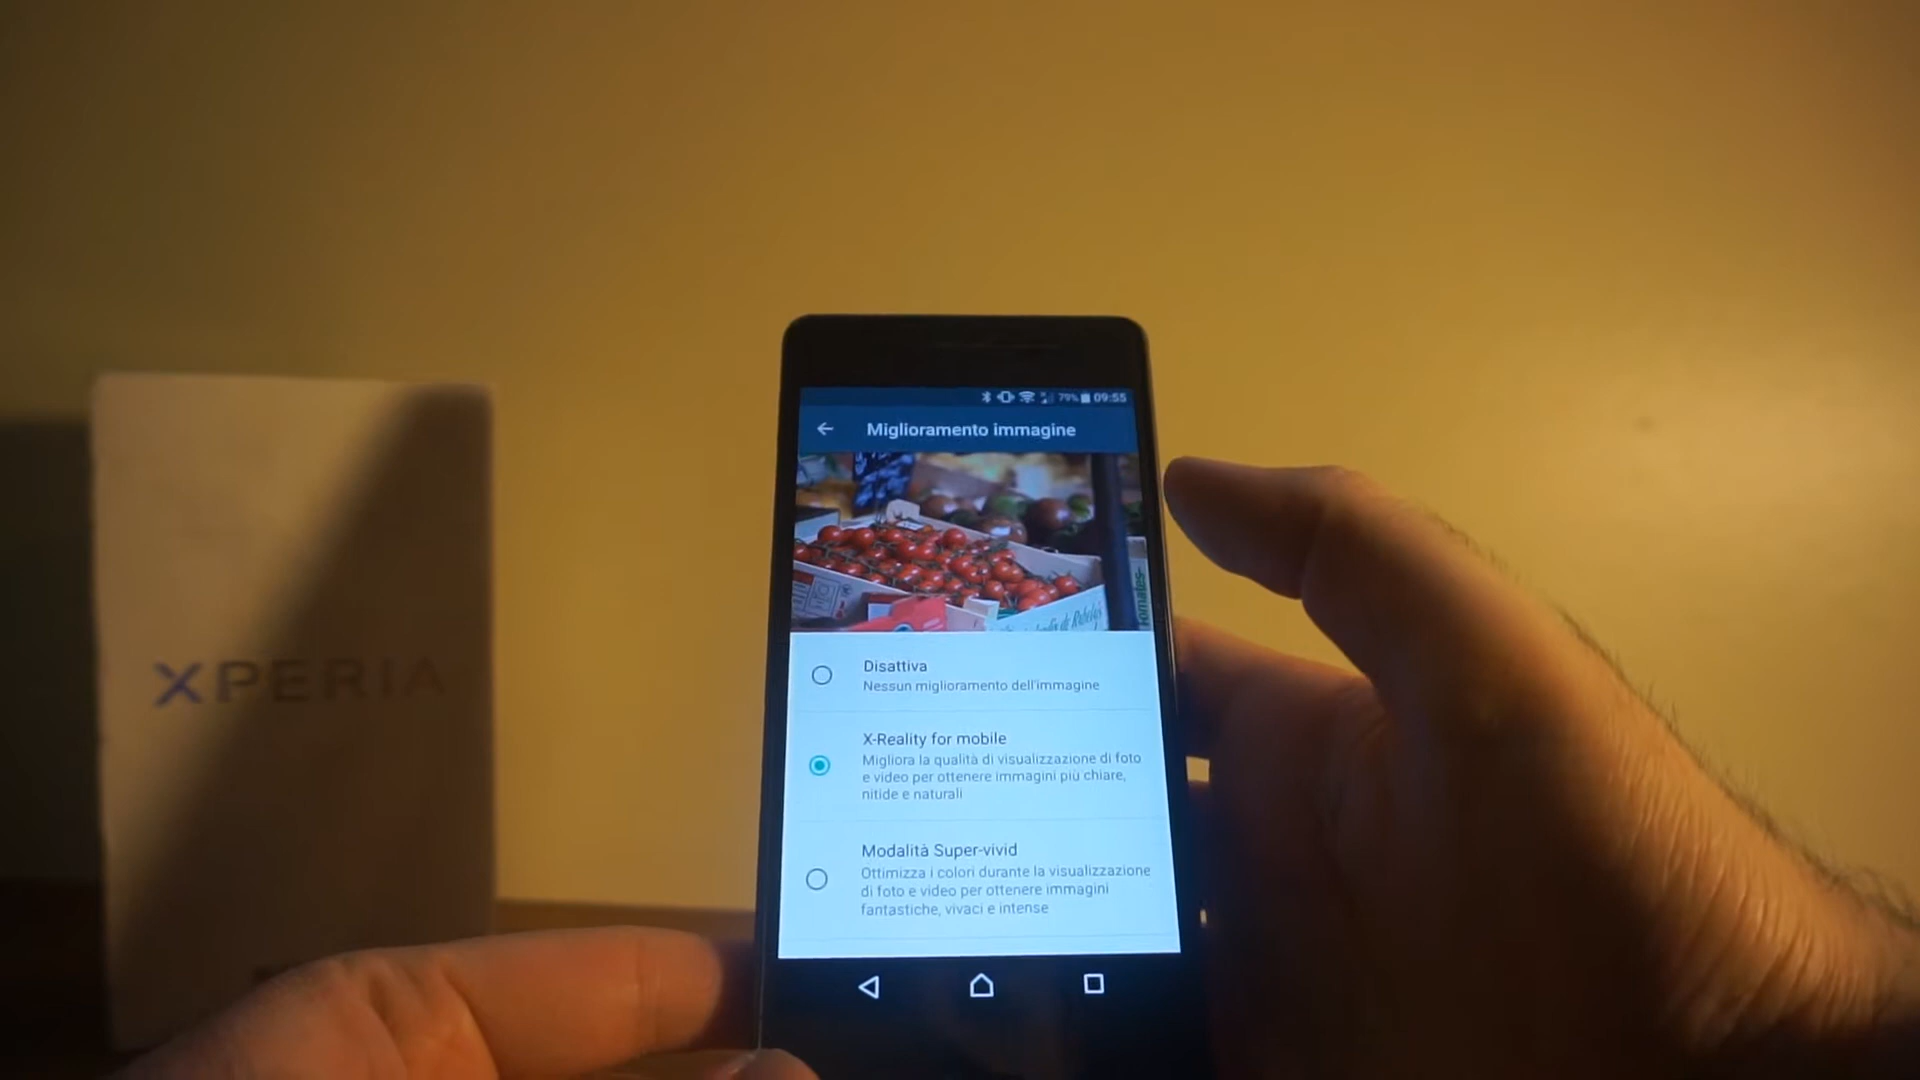 79% 09:55
Miglioramento immagine
Tomates-
de
XPERIA
Disattiva
Nessun miglioramento dell'immagine
X-Reality for mobile
Migliora la qualità di visualizzazione di foto
e video per ottenere immagini più chiare,
nitide e naturali
Modalità Super-vivid
Ottimizza i colori durante la visualizzazione
di foto e video per ottenere immagini
fantastiche, vivaci e intense